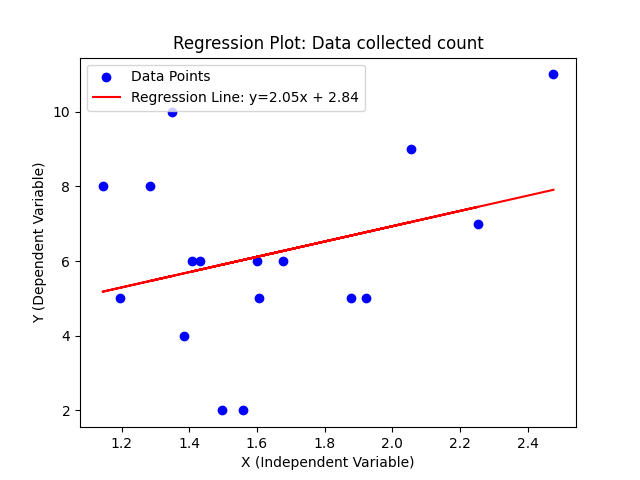 Regression Plot: Data collected count
Data Points
Regression Line: y=2.05x + 2.84
10
8
6
4
2
Y (Dependent Variable)
1.2 1.4 1.6 1.8 2.0 2.2 2.4
X (Independent Variable)